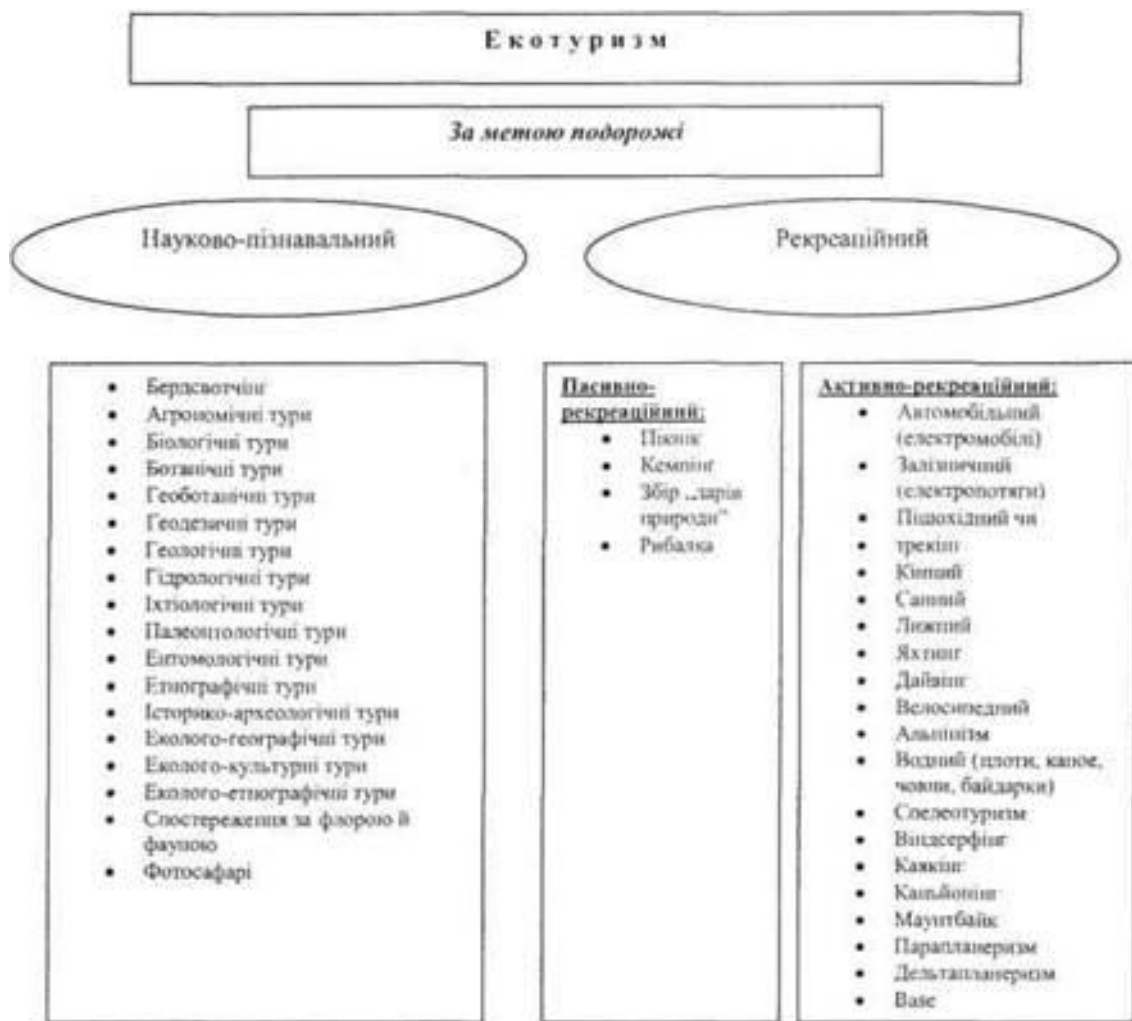 Екотуризм
За метою подорожі
Науково-пізнавальний
Рекреаційний
• Бердсвотчінг
• Агрономічні тури
• Біологічні тури
• Ботанічні тури
• Геоботанічні тури
• Геодезичні тури
• Геологічні тури
• Гідрологічні тури
• Іхтіологічні тури
• Палеонтологічні тури
• Ентомологічні тури
• Етнографічні тури
• Історико-археологічні тури
• Еколого-географічні тури
• Еколого-культурні тури
• Еколого-етнографічні тури
• Спостереження за флорою й
фауною
• Фотосафарі
Пасивно-
рекреаційний:
• Пікнік
• Кемпінг
• Збір „дарів
природи”
• Рибалка
Активно-рекреаційний:
• Автомобільний
(електромобілі)
• Залізничний
(електропотяги)
• Пішохідний чи
• трекінг
• Кінний
• Санний
• Лижний
• Яхтинг
• Дайвінг
• Велосипедний
• Альпінізм
• Водний (плоти, каное,
човни, байдарки)
• Спелеотуризм
• Віндсерфінг
• Каякінг
• Каньйонінг
• Маунтбайк
• Парапланеризм
• Дельтапланеризм
• Base